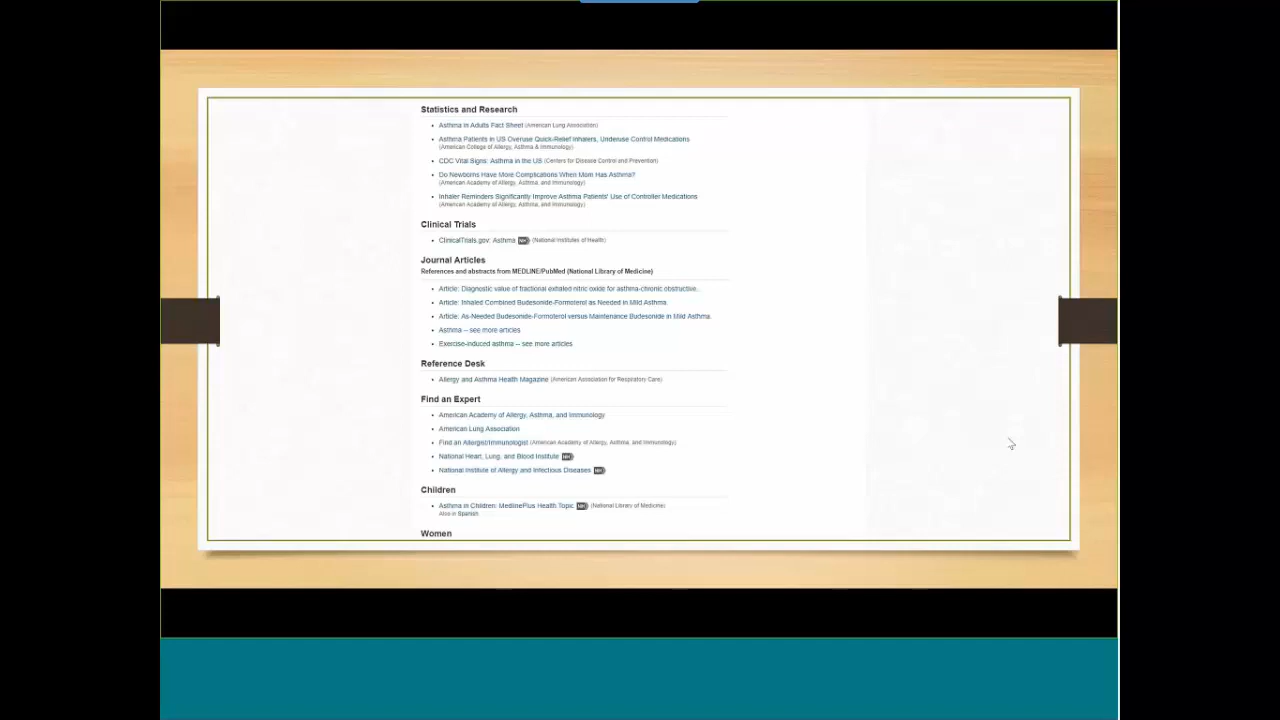 Statistics and Research
Asthma in Adults Fact Sheet (American Lung Association)
Asthma Patients in US Overuse Quick-Relief Inhalers, Underuse Control Medications
(American College of Allergy, Asthma & Immunology)
CDC Vital Signs: Asthma in the US (Centers for Disease Control and Prevention)
Do Newborns Have More Complications When Mom Has Asthma?
(American Academy of Allergy, Asthma, and Immunology)
Inhaler Reminders Significantly Improve Asthma Patients' Use of Controller Medications
(American Academy of Allergy, Asthma, and Immunology)
Clinical Trials
ClinicalTrials.gov: Asthma NIH (National Institutes of Health)
Journal Articles
References and abstracts from MEDLINE/PubMed (National Library of Medicine)
Article: Diagnostic value of fractional exhaled nitric oxide for asthma-chronic obstructive...
Article: Inhaled Combined Budesonide-Formoterol as Needed in Mild Asthma.
Article: As-Needed Budesonide-Formoterol versus Maintenance Budesonide in Mild Asthma.
Asthma -- see more articles
Exercise-induced asthma -- see more articles
Reference Desk
Allergy and Asthma Health Magazine (American Association for Respiratory Care)
Find an Expert
American Academy of Allergy, Asthma, and Immunology
American Lung Association
Find an Allergist/Immunologist (American Academy of Allergy, Asthma, and Immunology)
National Heart, Lung, and Blood Institute NIH
National Institute of Allergy and Infectious Diseases NIH
Children
Asthma in Children: MedlinePlus Health Topic NIH (National Library of Medicine)
Also in Spanish
Women